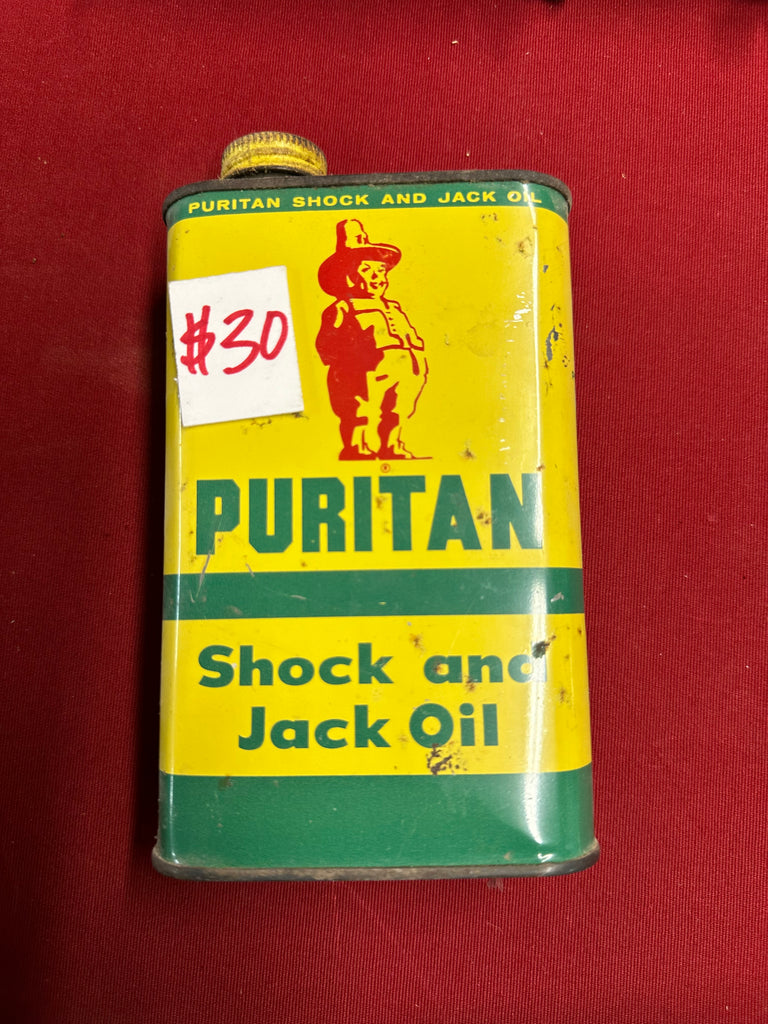 PURITAN SHOCK AND JACK OIL
$30
®
PURITAN
Shock and
Jack Oil